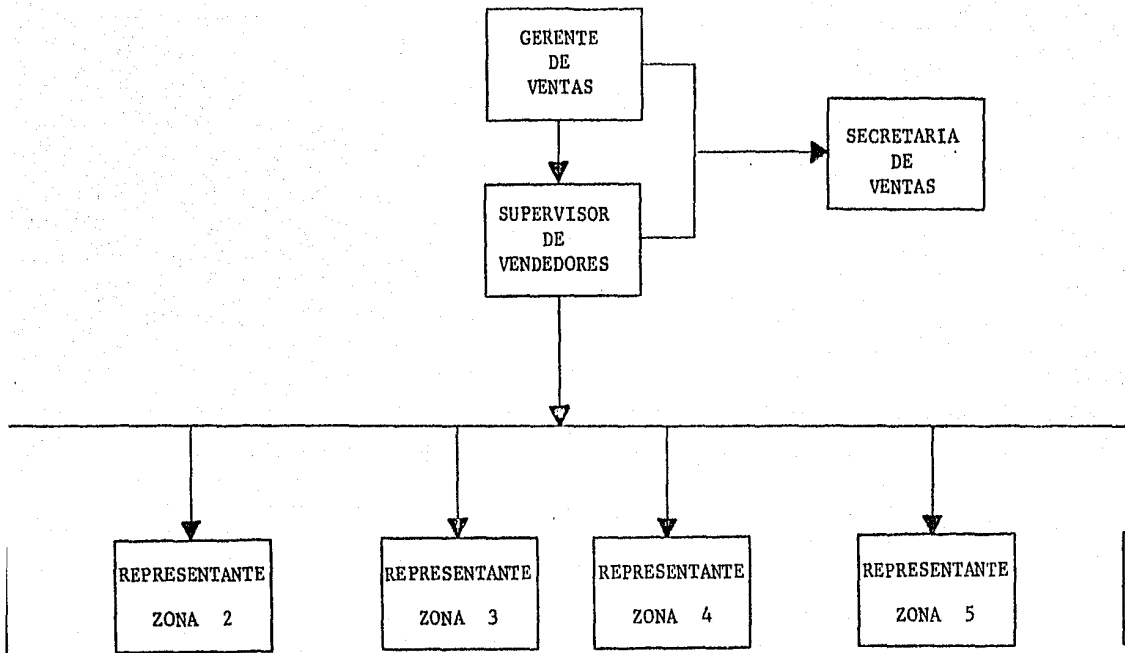 GERENTE
DE
VENTAS
SECRETARIA
DE
VENTAS
SUPERVISOR
DE
VENDEDORES
REPRESENTANTE
ZONA 2
REPRESENTANTE
ZONA 3
REPRESENTANTE
ZONA 4
REPRESENTANTE
ZONA 5